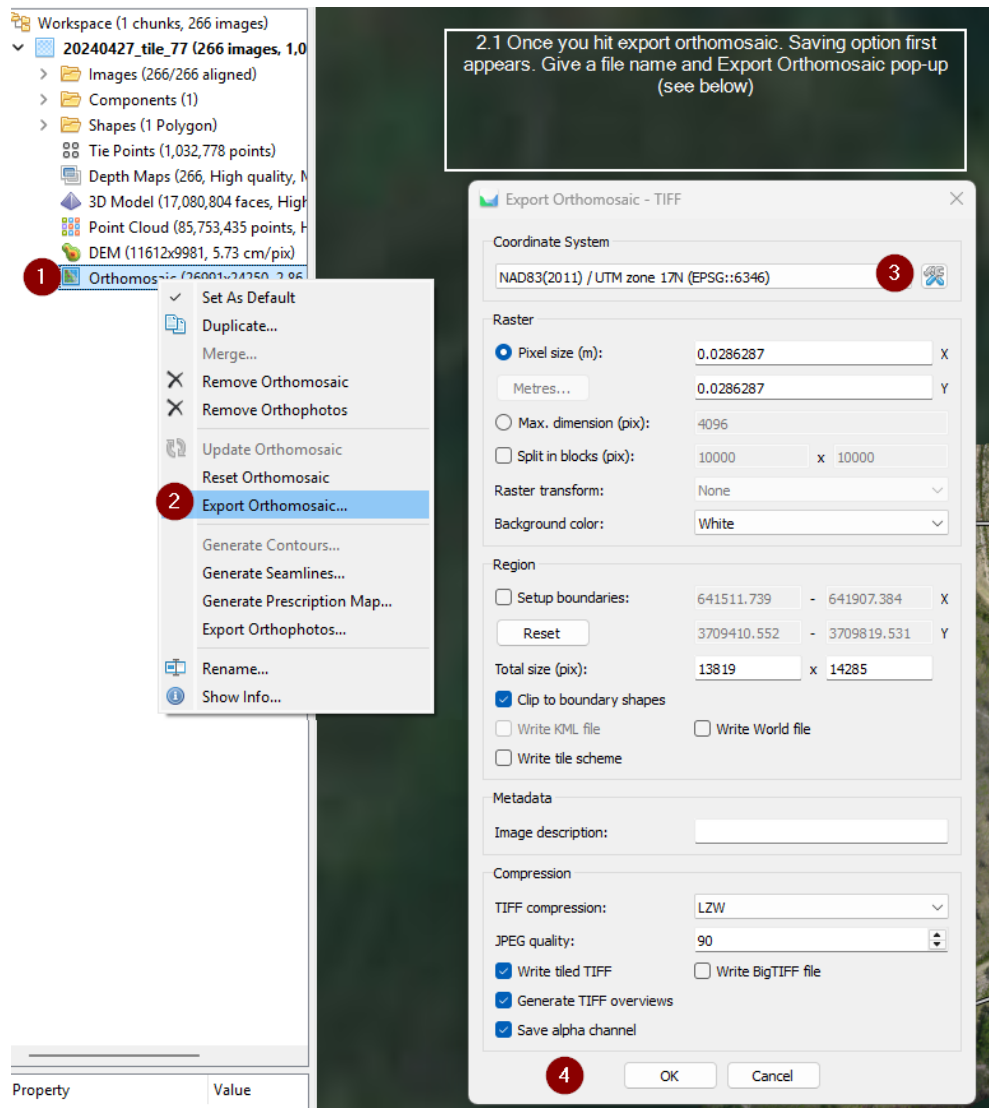 Workspace (1 chunks, 266 images)
20240427_tile_77 (266 images, 1,0
Images (266/266 aligned)
Components (1)
Shapes (1 Polygon)
Tie Points (1,032,778 points)
Depth Maps (266, High quality, M
3D Model (17,080,804 faces, High
Point Cloud (85,753,435 points, H
DEM (11612x9981, 5.73 cm/pix)
1
Orthomosaic (26991x24250, 2.86
Set As Default
Duplicate...
Merge...
Remove Orthomosaic
Remove Orthophotos
Update Orthomosaic
Reset Orthomosaic
2
Export Orthomosaic...
Generate Contours...
Generate Seamlines...
Generate Prescription Map...
Export Orthophotos...
Rename...
Show Info...
Property Value
2.1 Once you hit export orthomosaic. Saving option first
appears. Give a file name and Export Orthomosaic pop-up
(see below)
Export Orthomosaic - TIFF
Coordinate System
NAD83(2011) / UTM zone 17N (EPSG::6346)
3
Raster
Pixel size (m): 0.0286287 X
Metres... 0.0286287 Y
Max. dimension (pix): 4096
Split in blocks (pix): 10000 x 10000
Raster transform: None
Background color: White
Region
Setup boundaries: 641511.739 - 641907.384 X
Reset 3709410.552 - 3709819.531 Y
Total size (pix): 13819 x 14285
Clip to boundary shapes
Write KML file Write World file
Write tile scheme
Metadata
Image description:
Compression
TIFF compression: LZW
JPEG quality: 90
Write tiled TIFF Write BigTIFF file
Generate TIFF overviews
Save alpha channel
4
OK Cancel